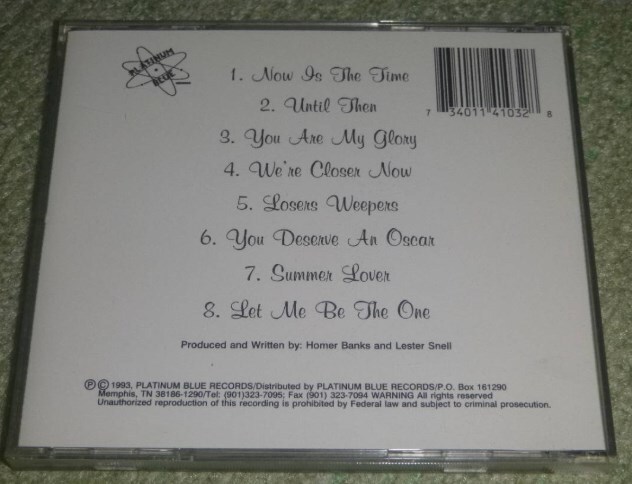 PLATINUM
BLUE
1. Now Is The Time
2. Until Then
3. You Are My Glory
4. We're Closer Now
5. Losers Weepers
6. You Deserve An Oscar
7. Summer Lover
8. Let Me Be The One
7 34011 41032 8
Produced and Written by: Homer Banks and Lester Snell
Ⓟ © 1993, PLATINUM BLUE RECORDS/Distributed by PLATINUM BLUE RECORDS/P.O. Box 161290
Memphis, TN 38186-1290/Tel: (901)323-7095; Fax (901) 323-7094 WARNING All rights reserved
Unauthorized reproduction of this recording is prohibited by Federal law and subject to criminal prosecution.